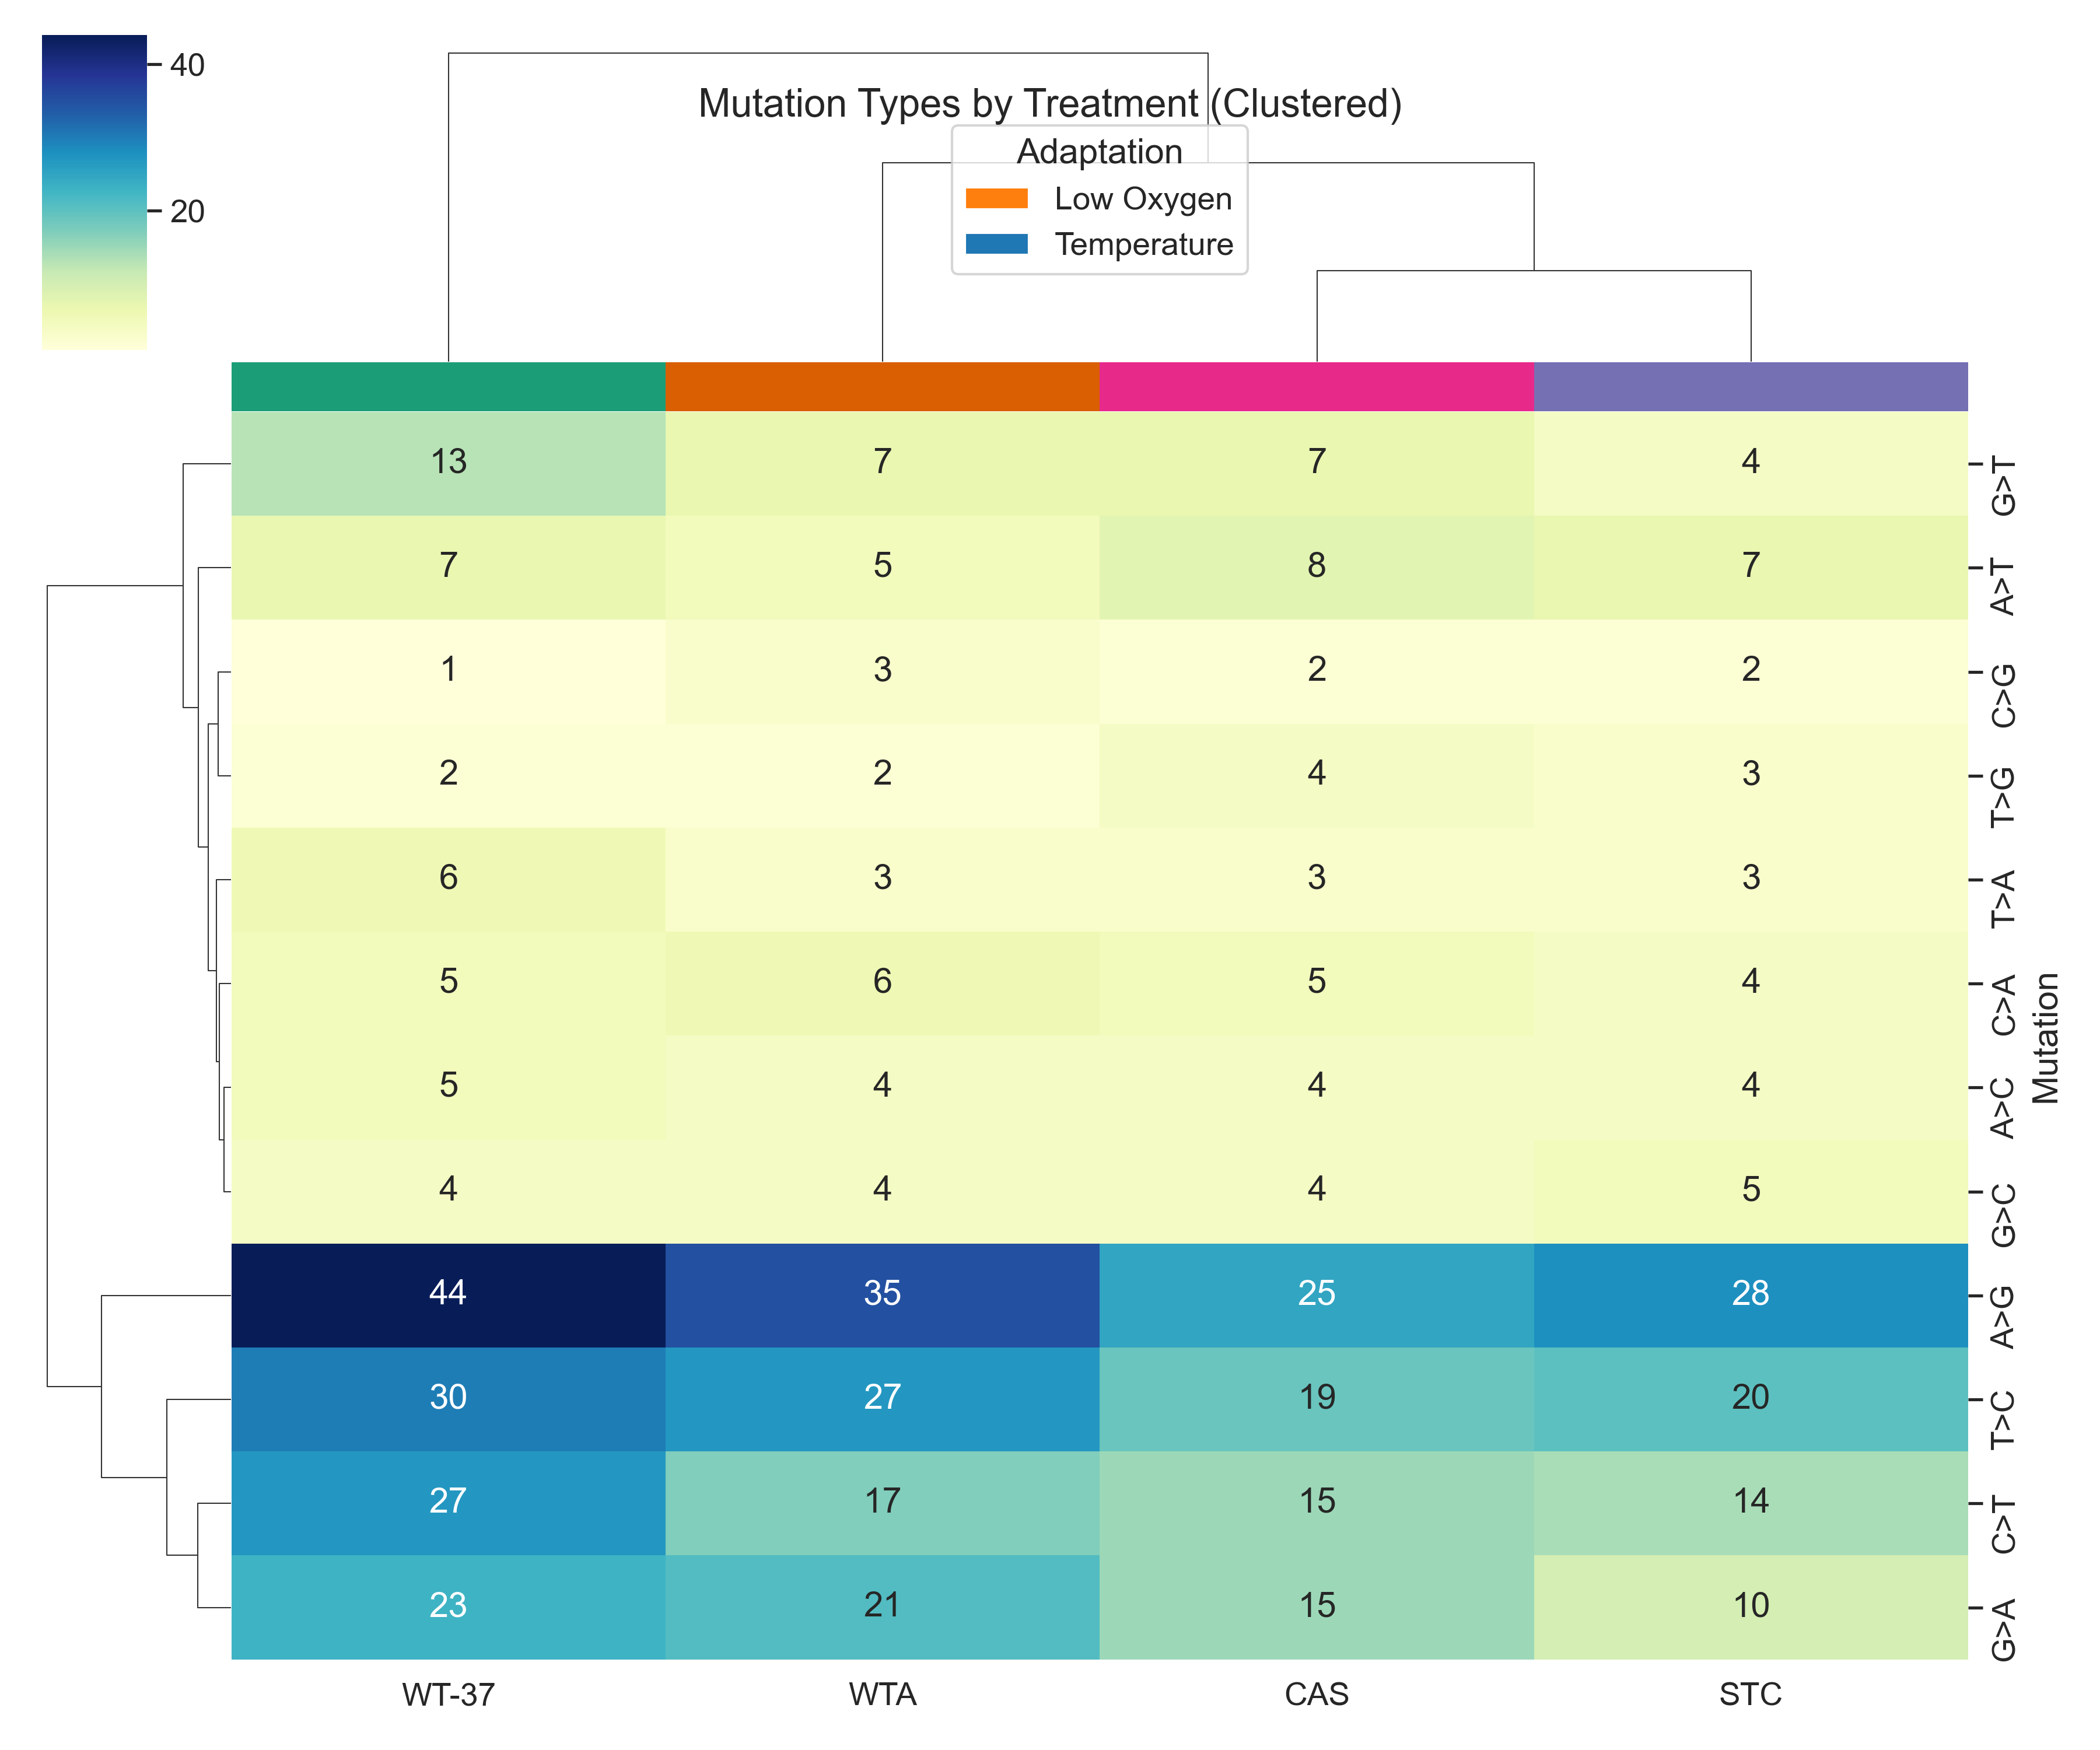 40
20
Mutation Types by Treatment (Clustered)
Adaptation
Low Oxygen
Temperature
13 7 7 4 G>T
7 5 8 7 A>T
1 3 2 2 C>G
2 2 4 3 T>G
6 3 3 3 T>A
5 6 5 4 C>A
5 4 4 4 A>C
4 4 4 5 G>C
44 35 25 28 A>G
30 27 19 20 T>C
27 17 15 14 C>T
23 21 15 10 G>A
Mutation
WT-37 WTA CAS STC